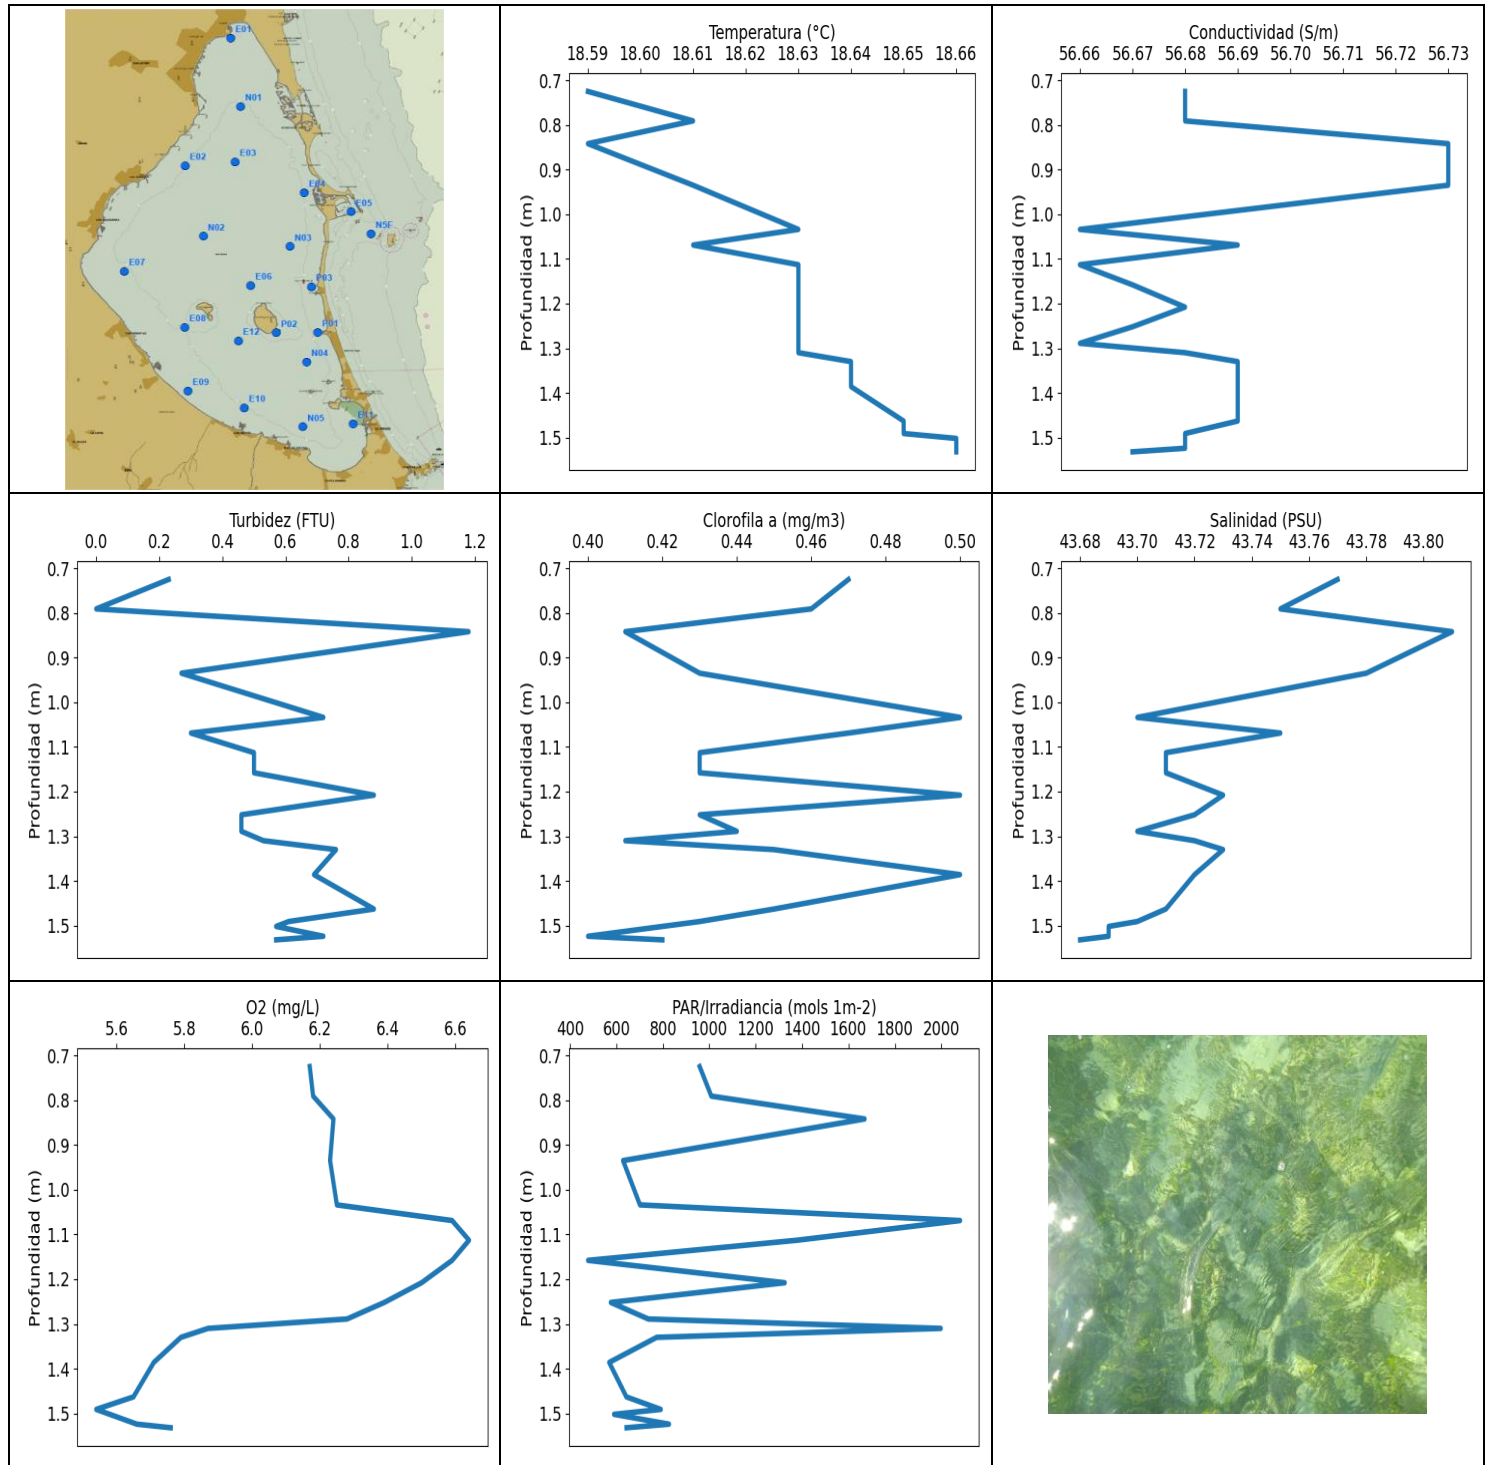 E01
N01
E02
E03
E04
E05
N5F
N02
N03
E07
E06
P03
E08
E12
P02
P01
N04
E09
E10
N05
E11
Temperatura (°C)
18.59 18.60 18.61 18.62 18.63 18.64 18.65 18.66
Profundidad (m)
0.7
0.8
0.9
1.0
1.1
1.2
1.3
1.4
1.5
Conductividad (S/m)
56.66 56.67 56.68 56.69 56.70 56.71 56.72 56.73
Profundidad (m)
0.7
0.8
0.9
1.0
1.1
1.2
1.3
1.4
1.5
Turbidez (FTU)
0.0 0.2 0.4 0.6 0.8 1.0 1.2
Profundidad (m)
0.7
0.8
0.9
1.0
1.1
1.2
1.3
1.4
1.5
Clorofila a (mg/m3)
0.40 0.42 0.44 0.46 0.48 0.50
Profundidad (m)
0.7
0.8
0.9
1.0
1.1
1.2
1.3
1.4
1.5
Salinidad (PSU)
43.68 43.70 43.72 43.74 43.76 43.78 43.80
Profundidad (m)
0.7
0.8
0.9
1.0
1.1
1.2
1.3
1.4
1.5
O2 (mg/L)
5.6 5.8 6.0 6.2 6.4 6.6
Profundidad (m)
0.7
0.8
0.9
1.0
1.1
1.2
1.3
1.4
1.5
PAR/Irradiancia (mols 1m-2)
400 600 800 1000 1200 1400 1600 1800 2000
Profundidad (m)
0.7
0.8
0.9
1.0
1.1
1.2
1.3
1.4
1.5